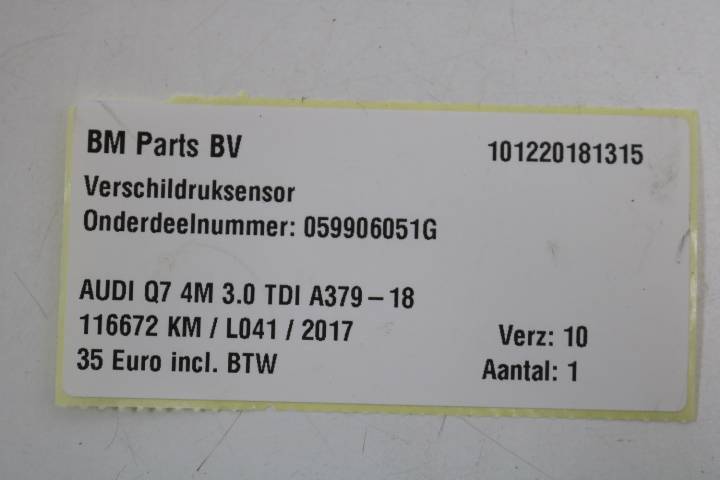 BM Parts BV 101220181315
Verschildruksensor
Onderdeelnummer: 059906051G
AUDI Q7 4M 3.0 TDI A379-18
116672 KM / L041 / 2017 Verz: 10
35 Euro incl. BTW Aantal: 1